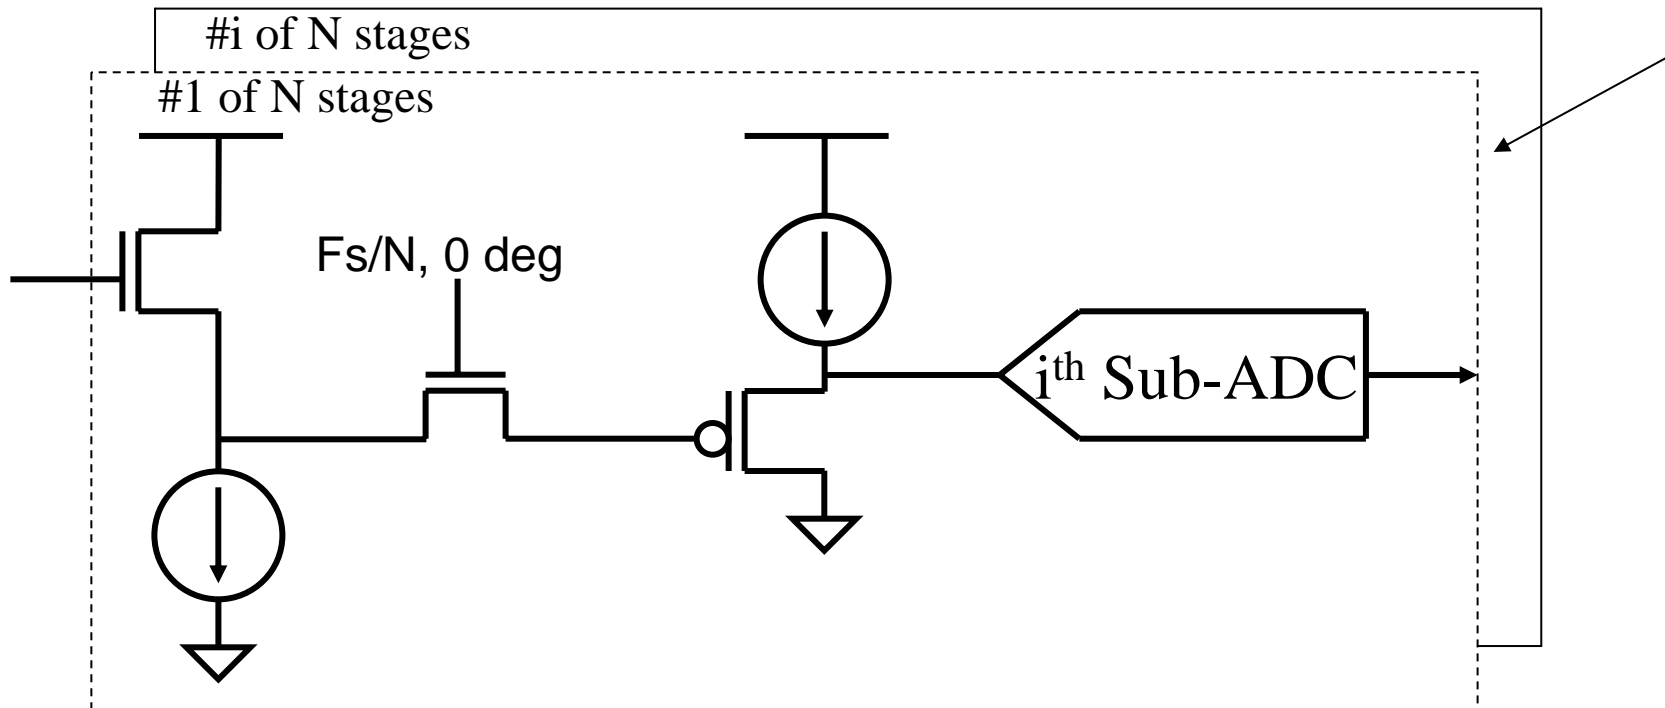 #i of N stages
#1 of N stages
Fs/N, 0 deg
ith Sub-ADC